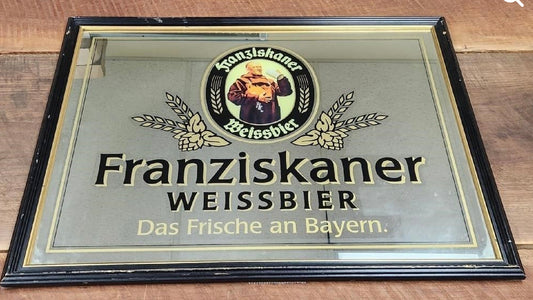 Franziskaner
Weissbier
Franziskaner
WEISSBIER
Das Frische an Bayern.